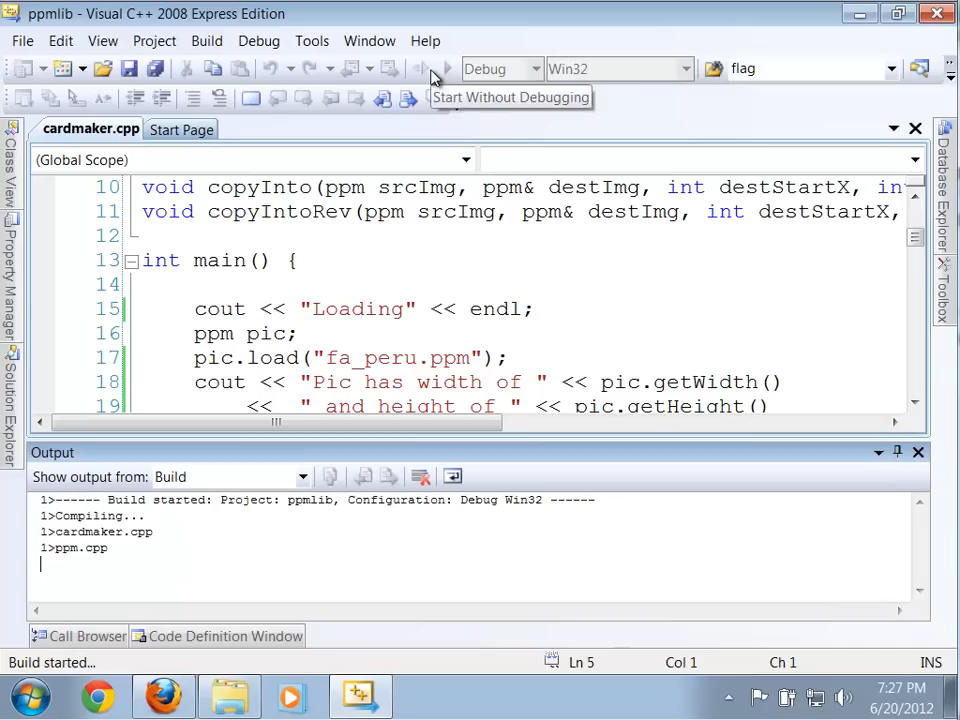 ppmlib - Visual C++ 2008 Express Edition
File Edit View Project Build Debug Tools Window Help
Debug Win32 flag
Start Without Debugging
cardmaker.cpp Start Page
(Global Scope)
10 void copyInto(ppm srcImg, ppm& destImg, int destStartX, in
11 void copyIntoRev(ppm srcImg, ppm& destImg, int destStartX,
12
13 int main() {
14
15 cout << "Loading" << endl;
16 ppm pic;
17 pic.load("fa_peru.ppm");
18 cout << "Pic has width of " << pic.getWidth()
19 << " and height of " << pic.getHeight()
Class View
Property Manager
Solution Explorer
Database Explorer
Toolbox
Output
Show output from: Build
1>------ Build started: Project: ppmlib, Configuration: Debug Win32 ------
1>Compiling...
1>cardmaker.cpp
1>ppm.cpp
Call Browser Code Definition Window
Build started... Ln 5 Col 1 Ch 1 INS
7:27 PM
6/20/2012